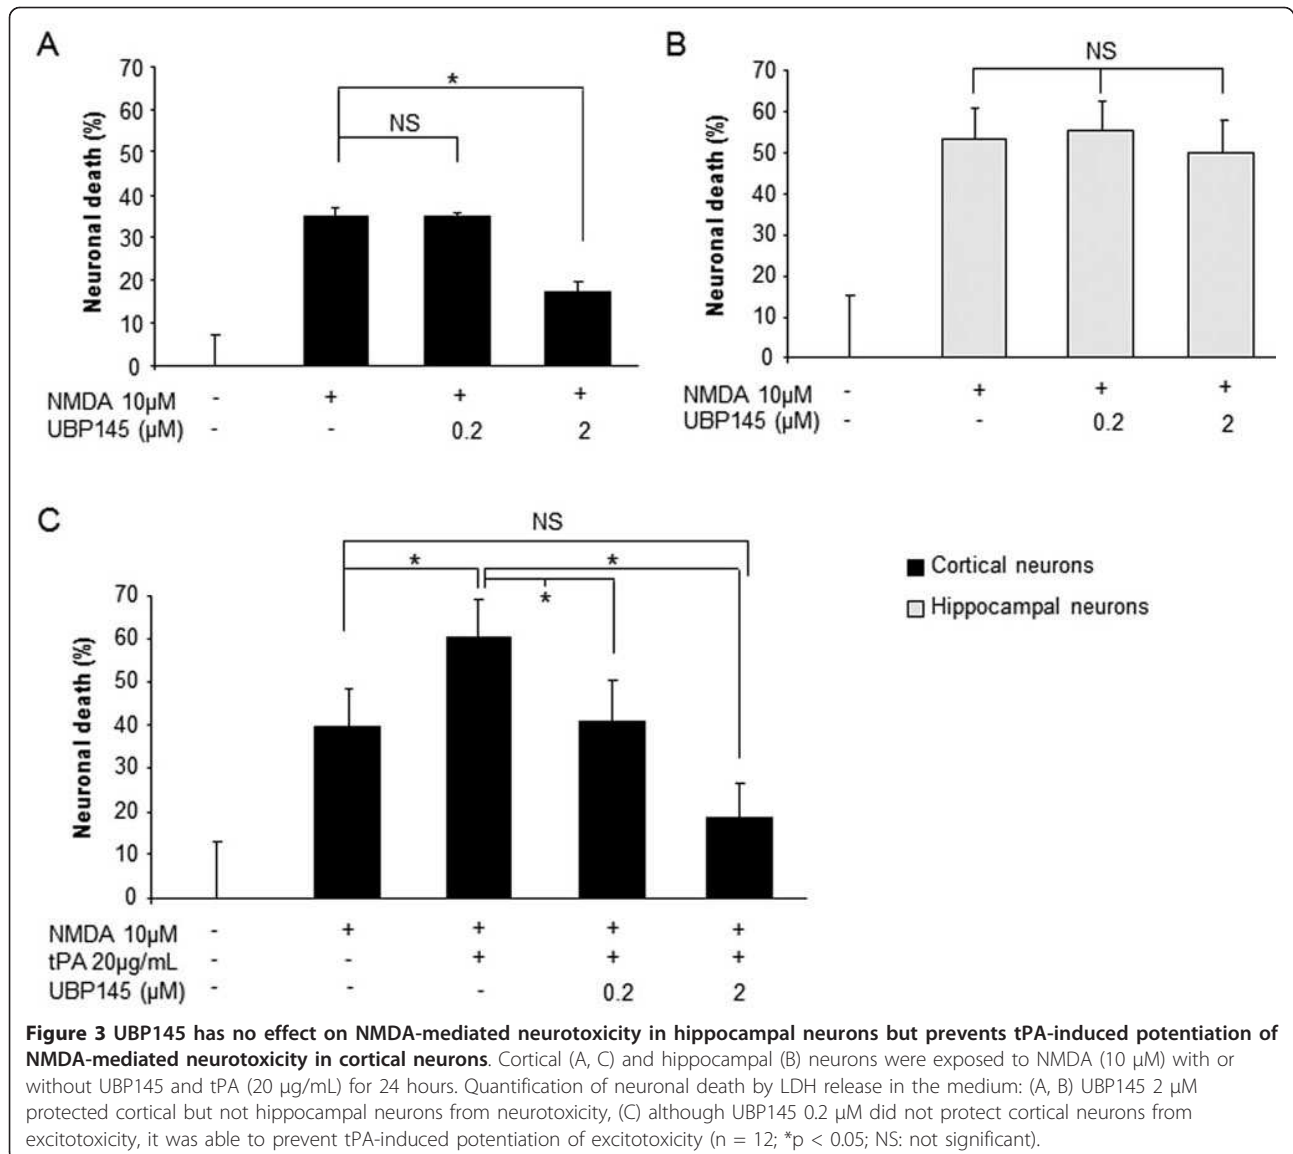 A
70
60
50
40
30
20
10
0
Neuronal death (%)
*
NS
NMDA 10µM - + + +
UBP145 (µM) - - 0.2 2
B
70
60
50
40
30
20
10
0
Neuronal death (%)
NS
NMDA 10µM - + + +
UBP145 (µM) - - 0.2 2
C
70
60
50
40
30
20
10
0
Neuronal death (%)
NS
* *
*
NMDA 10µM - + + + +
tPA 20µg/mL - - + + +
UBP145 (µM) - - - 0.2 2
Cortical neurons
Hippocampal neurons
Figure 3 UBP145 has no effect on NMDA-mediated neurotoxicity in hippocampal neurons but prevents tPA-induced potentiation of
NMDA-mediated neurotoxicity in cortical neurons. Cortical (A, C) and hippocampal (B) neurons were exposed to NMDA (10 µM) with or
without UBP145 and tPA (20 µg/mL) for 24 hours. Quantification of neuronal death by LDH release in the medium: (A, B) UBP145 2 µM
protected cortical but not hippocampal neurons from neurotoxicity, (C) although UBP145 0.2 µM did not protect cortical neurons from
excitotoxicity, it was able to prevent tPA-induced potentiation of excitotoxicity (n = 12; *p < 0.05; NS: not significant).